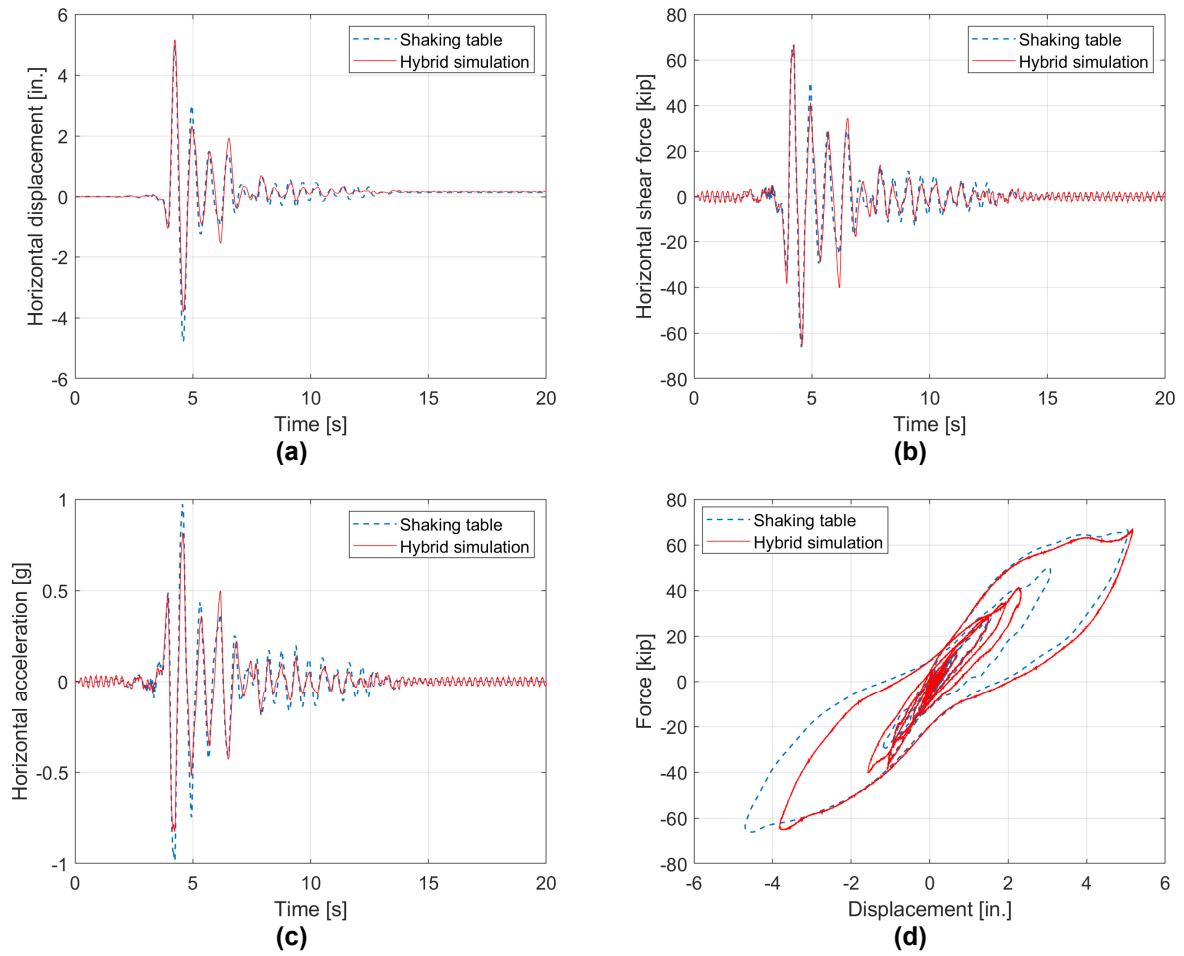 6
4
2
0
-2
-4
-6
Horizontal displacement [in.]
Shaking table
Hybrid simulation
0 5 10 15 20
Time [s]
(a)
80
60
40
20
0
-20
-40
-60
-80
Horizontal shear force [kip]
Shaking table
Hybrid simulation
0 5 10 15 20
Time [s]
(b)
1
0.5
0
-0.5
-1
Horizontal acceleration [g]
Shaking table
Hybrid simulation
0 5 10 15 20
Time [s]
(c)
80
60
40
20
0
-20
-40
-60
-80
Force [kip]
Shaking table
Hybrid simulation
-6 -4 -2 0 2 4 6
Displacement [in.]
(d)